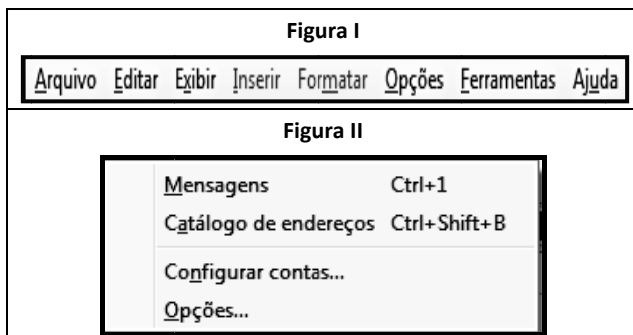 Figura I
Arquivo Editar Exibir Inserir Formatar Opções Ferramentas Ajuda
Figura II
Mensagens Ctrl+1
Catálogo de endereços Ctrl+Shift+B
Configurar contas...
Opções...